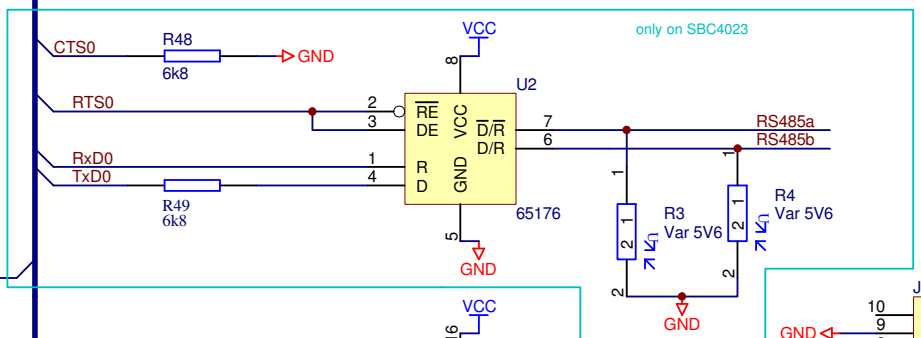 only on SBC4023
VCC
CTS0
R48
6k8
GND
8
U2
RTS0
2
3
RE
DE
VCC
D/R
D/R
7
6
RS485a
RS485b
RxD0
TxD0
1
4
R
D
GND
R49
6k8
65176
5
GND
1
1
2
R3
Var 5V6
U
2
1
1
2
R4
Var 5V6
U
2
GND
VCC
16
J
10
9
GND